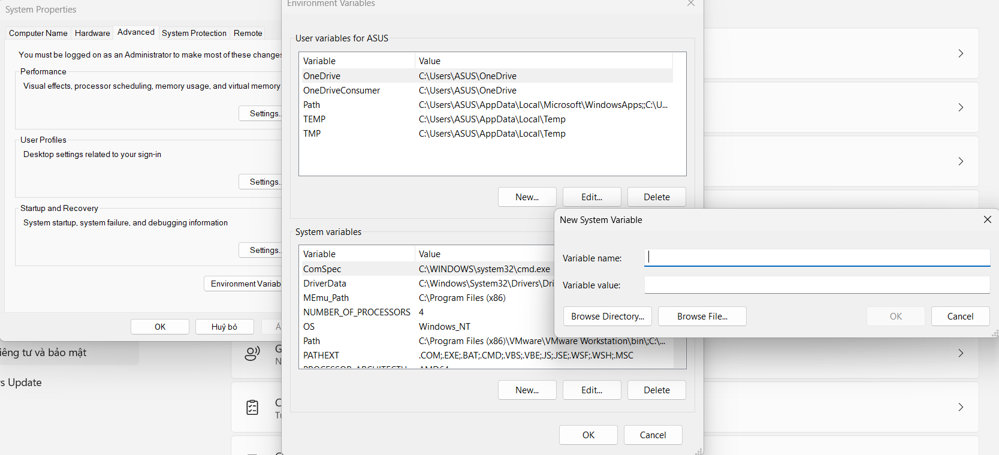 System Properties
Computer Name
Hardware
Advanced
System Protection
Remote
You must be logged on as an Administrator to make most of these changes
Performance
Visual effects, processor scheduling, memory usage, and virtual memory
Settings..
User Profiles
Desktop settings related to your sign-in
Settings..
Startup and Recovery
System startup, system failure, and debugging information
Settings..
Environment Variab
OK
Huỷ bỏ
iêng tư và bảo mật
s Update
Environment Variables
User variables for ASUS
Variable Value
OneDrive C:\Users\ASUS\OneDrive
OneDriveConsumer C:\Users\ASUS\OneDrive
Path C:\Users\ASUS\AppData\Local\Microsoft\WindowsApps;;C:\U...
TEMP C:\Users\ASUS\AppData\Local\Temp
TMP C:\Users\ASUS\AppData\Local\Temp
New...
Edit...
Delete
System variables
Variable Value
ComSpec C:\WINDOWS\system32\cmd.exe
DriverData C:\Windows\System32\Drivers\Dri
MEmu_Path C:\Program Files (x86)
NUMBER_OF_PROCESSORS 4
OS Windows_NT
Path C:\Program Files (x86)\VMware\VMware Workstation\bin\;C:\...
PATHEXT .COM;.EXE;.BAT;.CMD;.VBS;.VBE;.JS;.JSE;.WSF;.WSH;.MSC
New...
Edit...
Delete
OK
Cancel
New System Variable
Variable name:
Variable value:
Browse Directory...
Browse File...
OK
Cancel